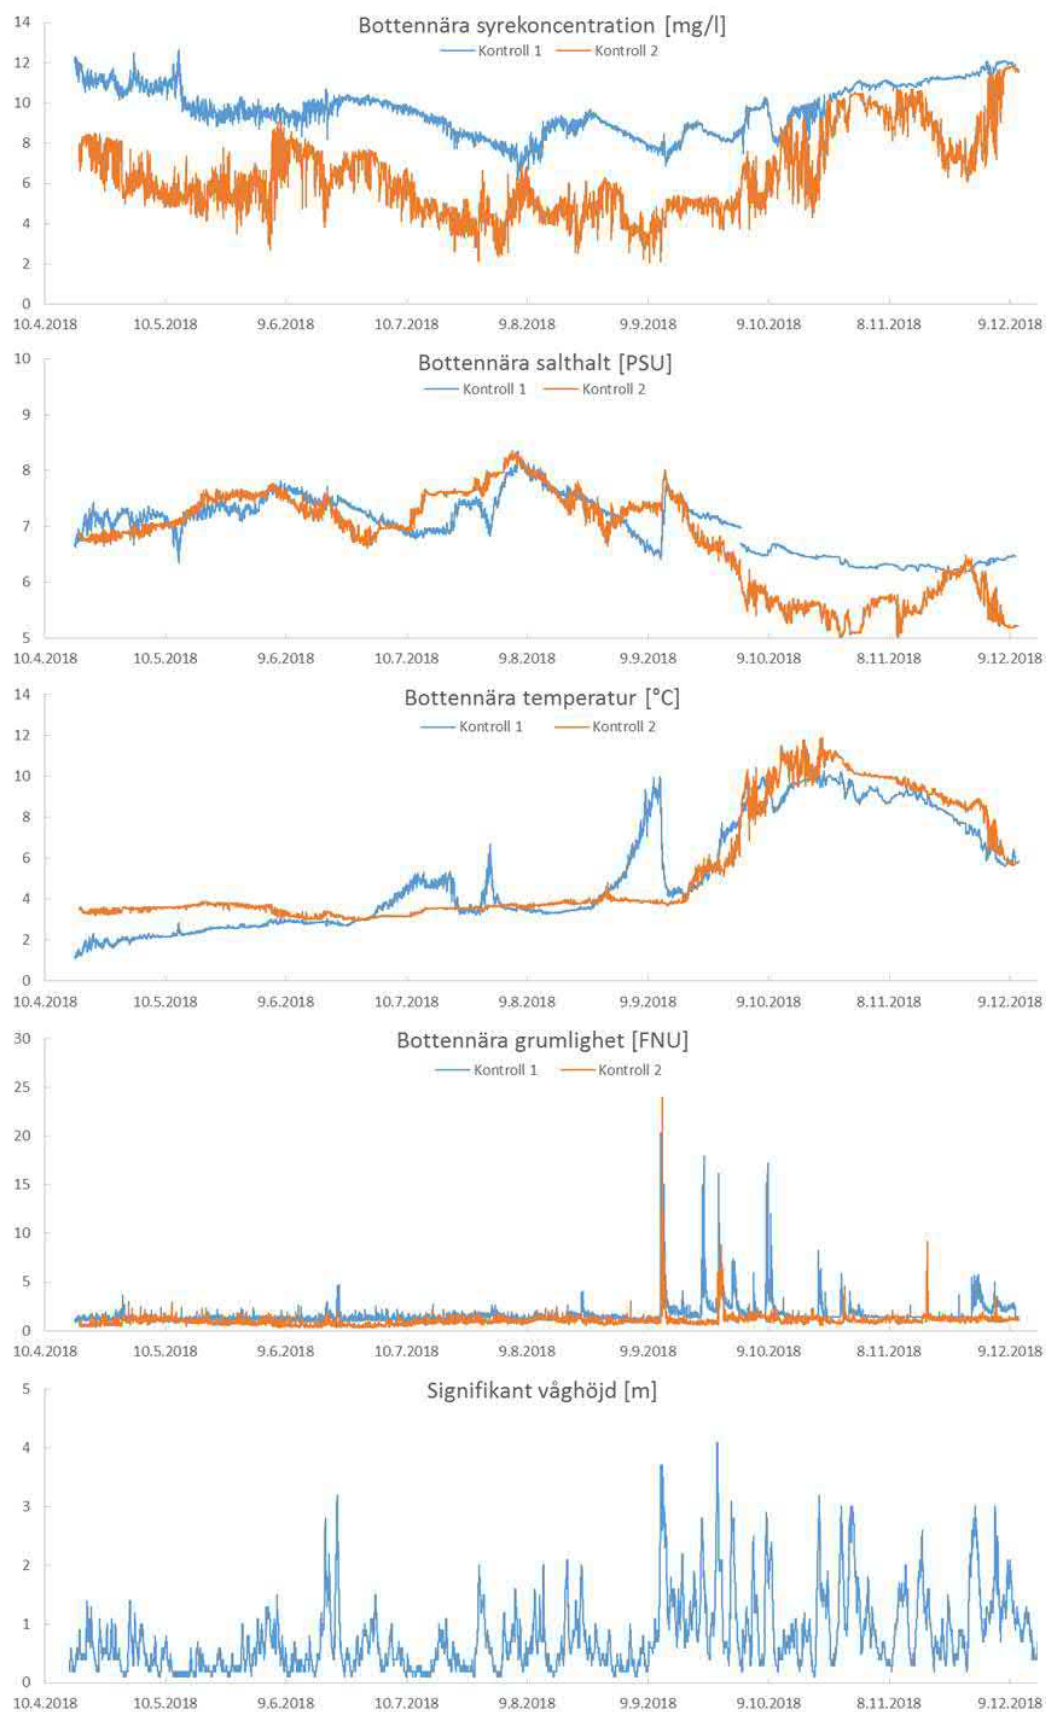 Bottennära syrekoncentration [mg/l]
Kontroll 1 Kontroll 2
14
12
10
8
6
4
2
0
10.4.2018 10.5.2018 9.6.2018 10.7.2018 9.8.2018 9.9.2018 9.10.2018 8.11.2018 9.12.2018
Bottennära salthalt [PSU]
Kontroll 1 Kontroll 2
10
9
8
7
6
5
10.4.2018 10.5.2018 9.6.2018 10.7.2018 9.8.2018 9.9.2018 9.10.2018 8.11.2018 9.12.2018
Bottennära temperatur [°C]
Kontroll 1 Kontroll 2
14
12
10
8
6
4
2
0
10.4.2018 10.5.2018 9.6.2018 10.7.2018 9.8.2018 9.9.2018 9.10.2018 8.11.2018 9.12.2018
Bottennära grumlighet [FNU]
Kontroll 1 Kontroll 2
30
25
20
15
10
5
0
10.4.2018 10.5.2018 9.6.2018 10.7.2018 9.8.2018 9.9.2018 9.10.2018 8.11.2018 9.12.2018
Signifikant våghöjd [m]
5
4
3
2
1
0
10.4.2018 10.5.2018 9.6.2018 10.7.2018 9.8.2018 9.9.2018 9.10.2018 8.11.2018 9.12.2018